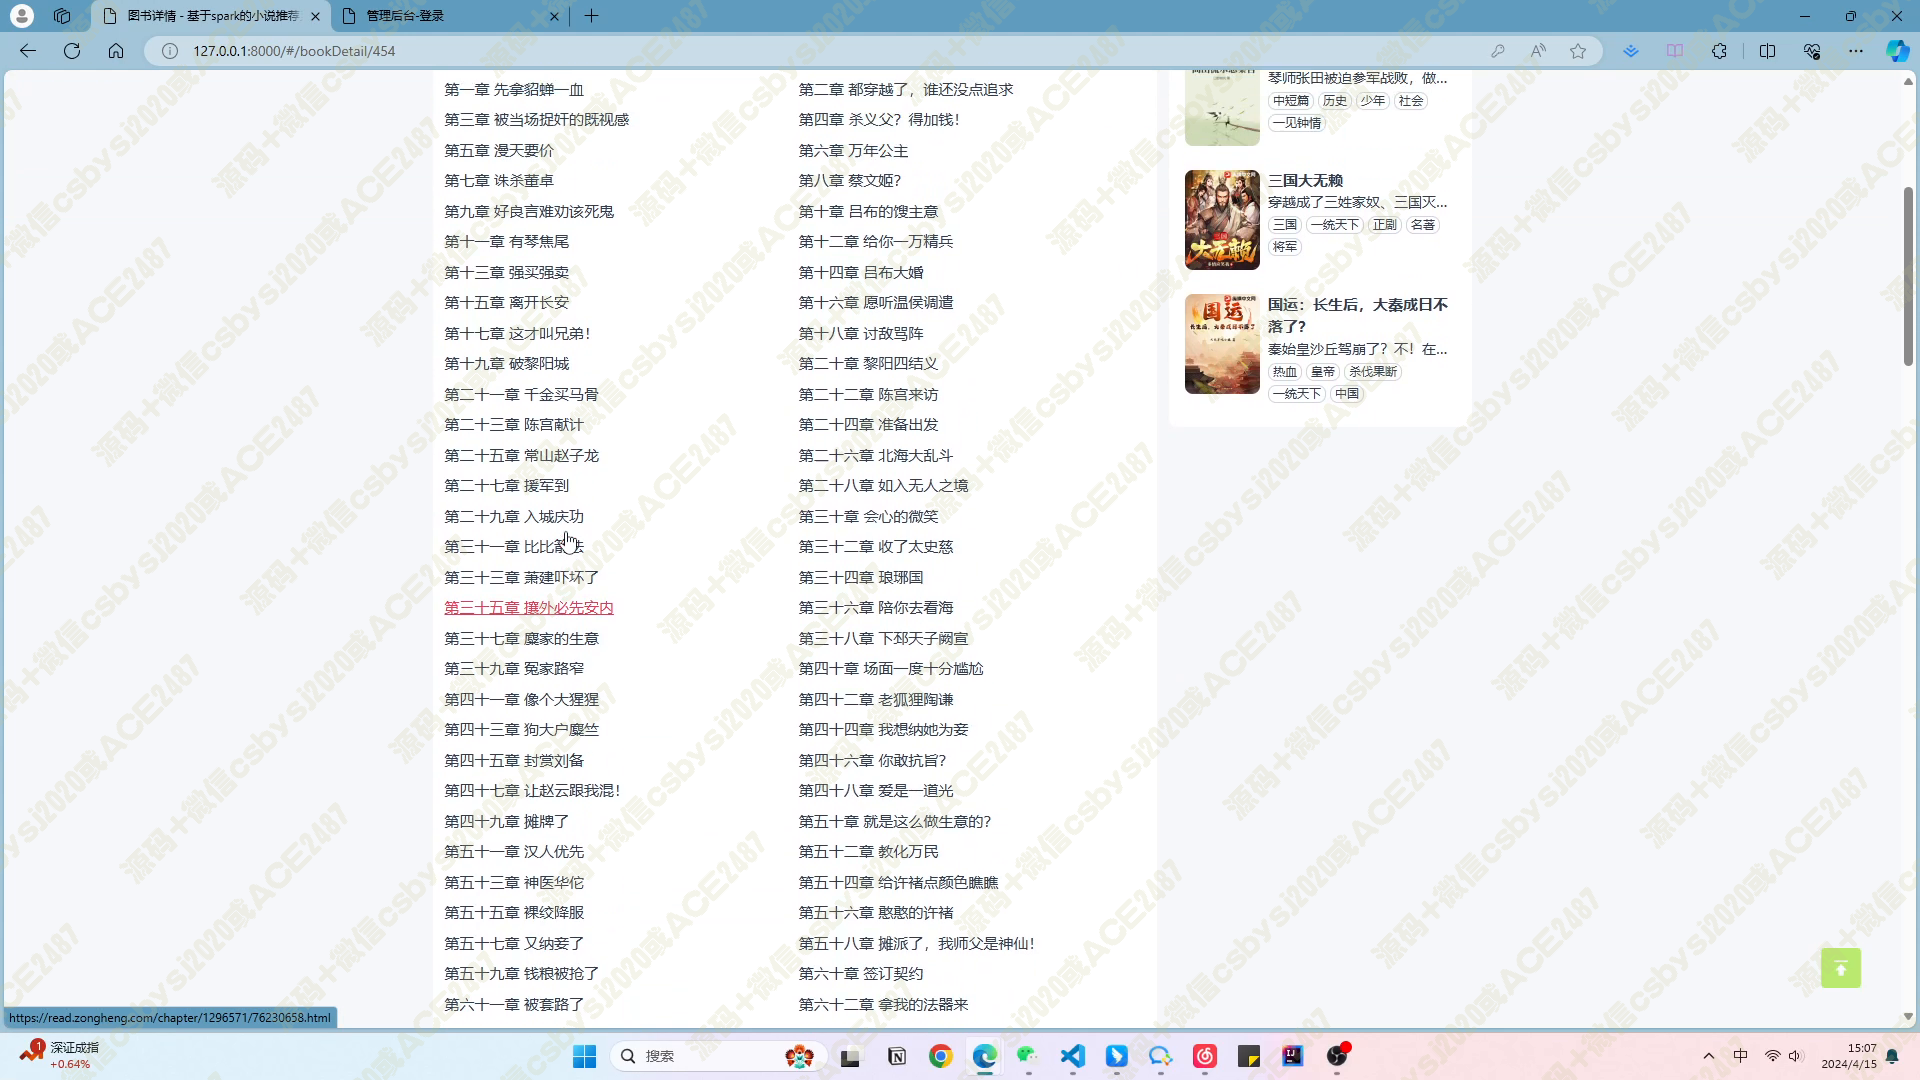 图书详情 - 基于spark的小说推荐
管理后台-登录
127.0.0.1:8000/#/bookDetail/454
第一章 先拿貂蝉一血
第二章 都穿越了，谁还没点追求
第三章 被当场捉奸的既视感
第四章 杀义父？得加钱！
第五章 漫天要价
第六章 万年公主
第七章 诛杀董卓
第八章 蔡文姬？
第九章 好良言难劝该死鬼
第十章 吕布的馊主意
第十一章 有琴焦尾
第十二章 给你一万精兵
第十三章 强买强卖
第十四章 吕布大婚
第十五章 离开长安
第十六章 愿听温侯调遣
第十七章 这才叫兄弟！
第十八章 讨敌骂阵
第十九章 破黎阳城
第二十章 黎阳四结义
第二十一章 千金买马骨
第二十二章 陈宫来访
第二十三章 陈宫献计
第二十四章 准备出发
第二十五章 常山赵子龙
第二十六章 北海大乱斗
第二十七章 援军到
第二十八章 如入无人之境
第二十九章 入城庆功
第三十章 会心的微笑
第三十一章 比比
第三十二章 收了太史慈
第三十三章 萧建吓坏了
第三十四章 琅琊国
第三十五章 攘外必先安内
第三十六章 陪你去看海
第三十七章 麋家的生意
第三十八章 下邳天子阙宣
第三十九章 冤家路窄
第四十章 场面一度十分尴尬
第四十一章 像个大猩猩
第四十二章 老狐狸陶谦
第四十三章 狗大户麋竺
第四十四章 我想纳她为妾
第四十五章 封赏刘备
第四十六章 你敢抗旨？
第四十七章 让赵云跟我混！
第四十八章 爱是一道光
第四十九章 摊牌了
第五十章 就是这么做生意的？
第五十一章 汉人优先
第五十二章 教化万民
第五十三章 神医华佗
第五十四章 给许褚点颜色瞧瞧
第五十五章 裸绞降服
第五十六章 憨憨的许褚
第五十七章 又纳妾了
第五十八章 摊派了，我师父是神仙！
第五十九章 钱粮被抢了
第六十章 签订契约
第六十一章 被套路了
第六十二章 拿我的法器来
琴师张田被迫参军战败，做...
中短篇 历史 少年 社会
一见钟情
三国大无赖
穿越成了三姓家奴、三国灭...
三国 一统天下 正剧 名著
将军
国运：长生后，大秦成日不
落了？
秦始皇沙丘驾崩了？不！在...
热血 皇帝 杀伐果断
一统天下 中国
源码+微信csbysj2020或ACE2487
https://read.zongheng.com/chapter/1296571/76230658.html
1
深证成指
+0.64%
搜索
中
15:07
2024/4/15